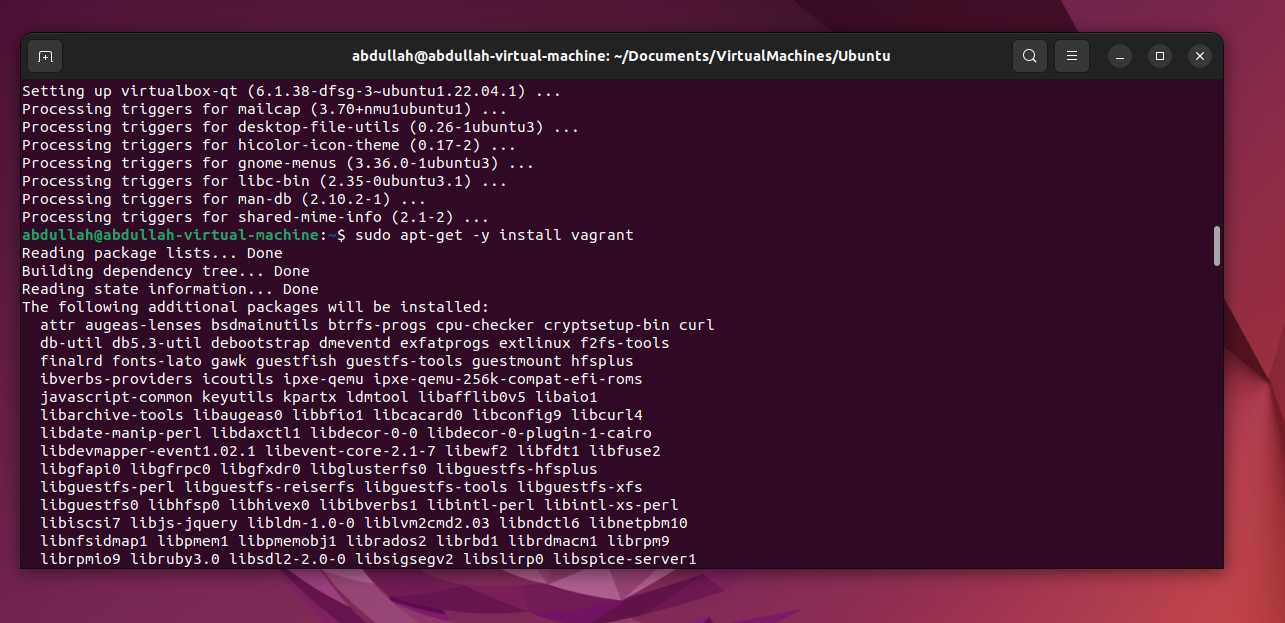 abdullah@abdullah-virtual-machine: ~/Documents/VirtualMachines/Ubuntu
Setting up virtualbox-qt (6.1.38-dfsg-3~ubuntu1.22.04.1) ...
Processing triggers for mailcap (3.70+nmu1ubuntu1) ...
Processing triggers for desktop-file-utils (0.26-1ubuntu3) ...
Processing triggers for hicolor-icon-theme (0.17-2) ...
Processing triggers for gnome-menus (3.36.0-1ubuntu3) ...
Processing triggers for libc-bin (2.35-0ubuntu3.1) ...
Processing triggers for man-db (2.10.2-1) ...
Processing triggers for shared-mime-info (2.1-2) ...
abdullah@abdullah-virtual-machine:~$ sudo apt-get -y install vagrant
Reading package lists... Done
Building dependency tree... Done
Reading state information... Done
The following additional packages will be installed:
  attr augeas-lenses bsdmainutils btrfs-progs cpu-checker cryptsetup-bin curl
  db-util db5.3-util debootstrap dmeventd exfatprogs extlinux f2fs-tools
  finalrd fonts-lato gawk guestfish guestfs-tools guestmount hfsplus
  ibverbs-providers icoutils ipxe-qemu ipxe-qemu-256k-compat-efi-roms
  javascript-common keyutils kpartx ldmtool libafflib0v5 libaio1
  libarchive-tools libaugeas0 libbfio1 libcacard0 libconfig9 libcurl4
  libdate-manip-perl libdaxctl1 libdecor-0-0 libdecor-0-plugin-1-cairo
  libdevmapper-event1.02.1 libevent-core-2.1-7 libewf2 libfdt1 libfuse2
  libgfapi0 libgfrpc0 libgfxdr0 libglusterfs0 libguestfs-hfsplus
  libguestfs-perl libguestfs-reiserfs libguestfs-tools libguestfs-xfs
  libguestfs0 libhfsp0 libhivex0 libibverbs1 libintl-perl libintl-xs-perl
  libiscsi7 libjs-jquery libldm-1.0-0 liblvm2cmd2.03 libndctl6 libnetpbm10
  libnfsidmap1 libpmem1 libpmemobj1 librados2 librbd1 librdmacm1 librpm9
  librpmio9 libruby3.0 libsdl2-2.0-0 libsigsegv2 libslirp0 libspice-server1